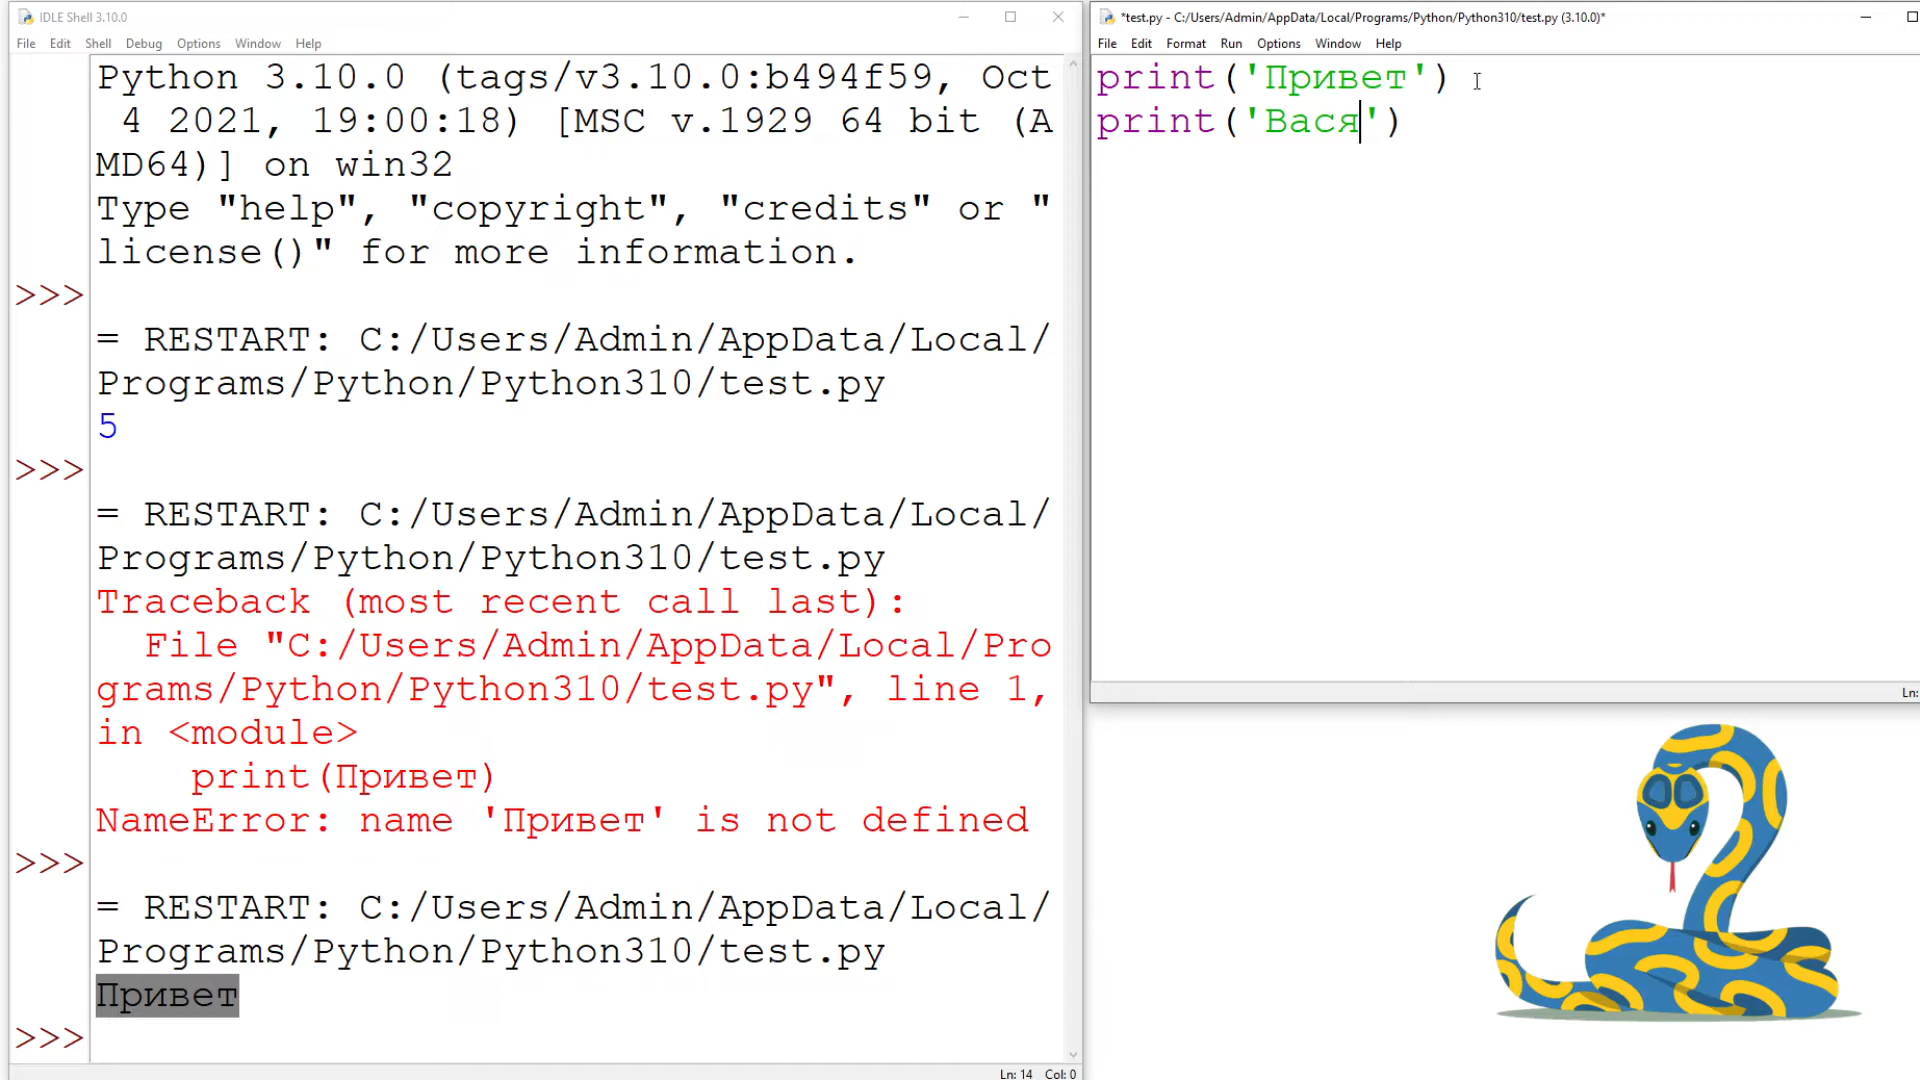 IDLE Shell 3.10.0
File Edit Shell Debug Options Window Help
Python 3.10.0 (tags/v3.10.0:b494f59, Oct
4 2021, 19:00:18) [MSC v.1929 64 bit (A
MD64)] on win32
Type "help", "copyright", "credits" or "
license()" for more information.
>>>
= RESTART: C:/Users/Admin/AppData/Local/
Programs/Python/Python310/test.py
5
>>>
= RESTART: C:/Users/Admin/AppData/Local/
Programs/Python/Python310/test.py
Traceback (most recent call last):
File "C:/Users/Admin/AppData/Local/Pro
grams/Python/Python310/test.py", line 1,
in <module>
print(Привет)
NameError: name 'Привет' is not defined
>>>
= RESTART: C:/Users/Admin/AppData/Local/
Programs/Python/Python310/test.py
Привет
>>>
Ln: 14 Col: 0
*test.py - C:/Users/Admin/AppData/Local/Programs/Python/Python310/test.py (3.10.0)*
File Edit Format Run Options Window Help
print('Привет')
print('Вася')
Ln: